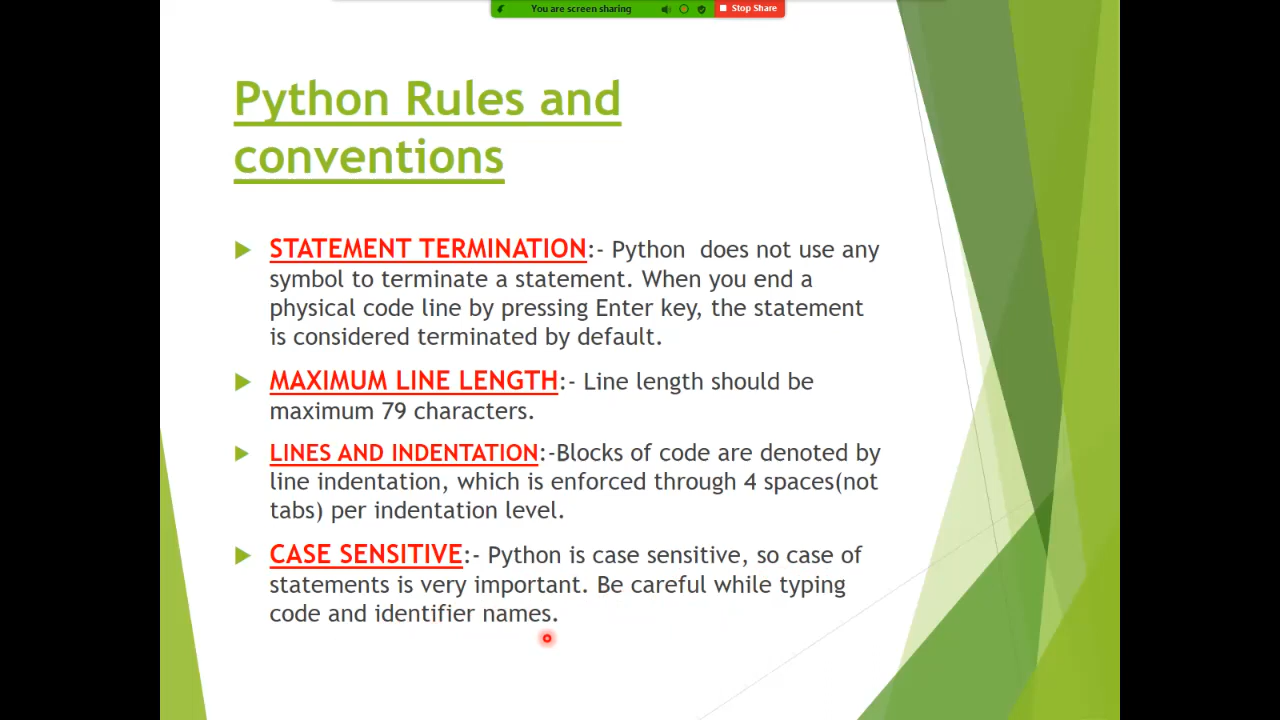 You are screen sharing
Stop Share
Python Rules and
conventions
STATEMENT TERMINATION:- Python  does not use any
symbol to terminate a statement. When you end a
physical code line by pressing Enter key, the statement
is considered terminated by default.
MAXIMUM LINE LENGTH:- Line length should be
maximum 79 characters.
LINES AND INDENTATION:-Blocks of code are denoted by
line indentation, which is enforced through 4 spaces(not
tabs) per indentation level.
CASE SENSITIVE:- Python is case sensitive, so case of
statements is very important. Be careful while typing
code and identifier names.